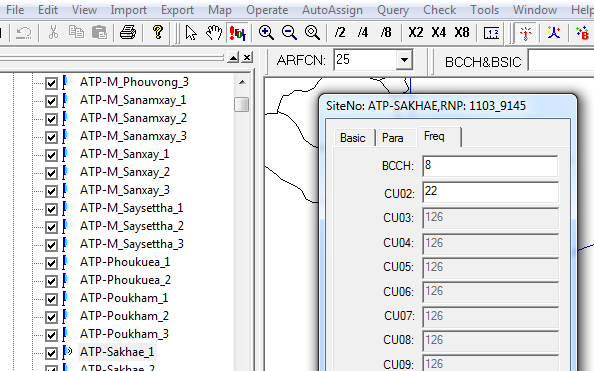 File Edit View Import Export Map Operate AutoAssign Query Check Tools Window
/2 /4 /8 X2 X4 X8 1.2
ARFCN: 25 BCCH&BSIC
ATP-M_Phouvong_3
ATP-M_Sanamxay_1
ATP-M_Sanamxay_2
ATP-M_Sanamxay_3
ATP-M_Sanxay_1
ATP-M_Sanxay_2
ATP-M_Sanxay_3
ATP-M_Saysettha_1
ATP-M_Saysettha_2
ATP-M_Saysettha_3
ATP-Phoukuea_1
ATP-Phoukuea_2
ATP-Poukham_1
ATP-Poukham_2
ATP-Poukham_3
ATP-Sakhae_1
ATP-Sakhae_2
SiteNo: ATP-SAKHAE,RNP: 1103_9145
Basic Para Freq
BCCH: 8
CU02: 22
CU03: 126
CU04: 126
CU05: 126
CU06: 126
CU07: 126
CU08: 126
CU09: 126